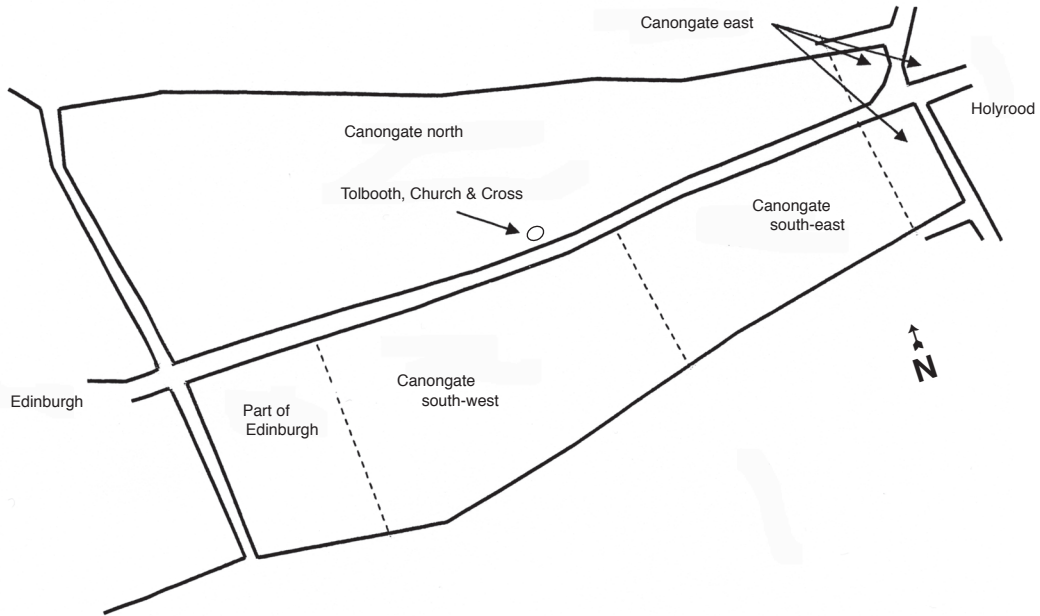 Canongate east
Holyrood
Canongate north
Tolbooth, Church & Cross
Canongate
south-east
Canongate
south-west
Edinburgh
Part of
Edinburgh
N